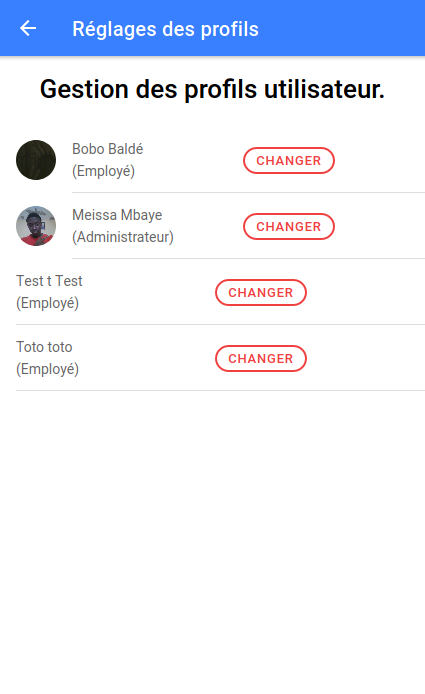 Réglages des profils
Gestion des profils utilisateur.
Bobo Baldé
(Employé)
CHANGER
Meissa Mbaye
(Administrateur)
CHANGER
Test t Test
(Employé)
CHANGER
Toto toto
(Employé)
CHANGER